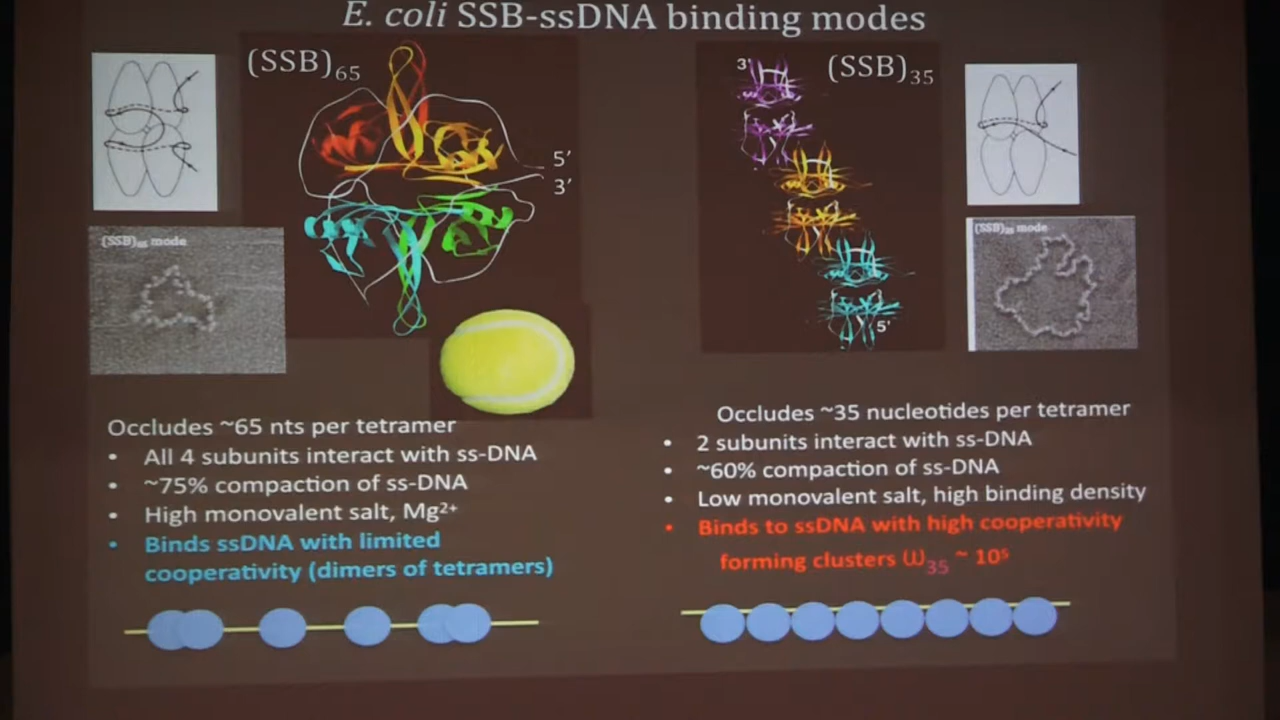 E. coli SSB-ssDNA binding modes
(SSB)65
5’
3’
(SSB)65 mode
Occludes ~65 nts per tetramer
• All 4 subunits interact with ss-DNA
• ~75% compaction of ss-DNA
• High monovalent salt, Mg2+
• Binds ssDNA with limited
cooperativity (dimers of tetramers)
(SSB)35
3’
5’
(SSB)35 mode
Occludes ~35 nucleotides per tetramer
• 2 subunits interact with ss-DNA
• ~60% compaction of ss-DNA
• Low monovalent salt, high binding density
• Binds to ssDNA with high cooperativity
forming clusters (ω35 ~ 10⁵